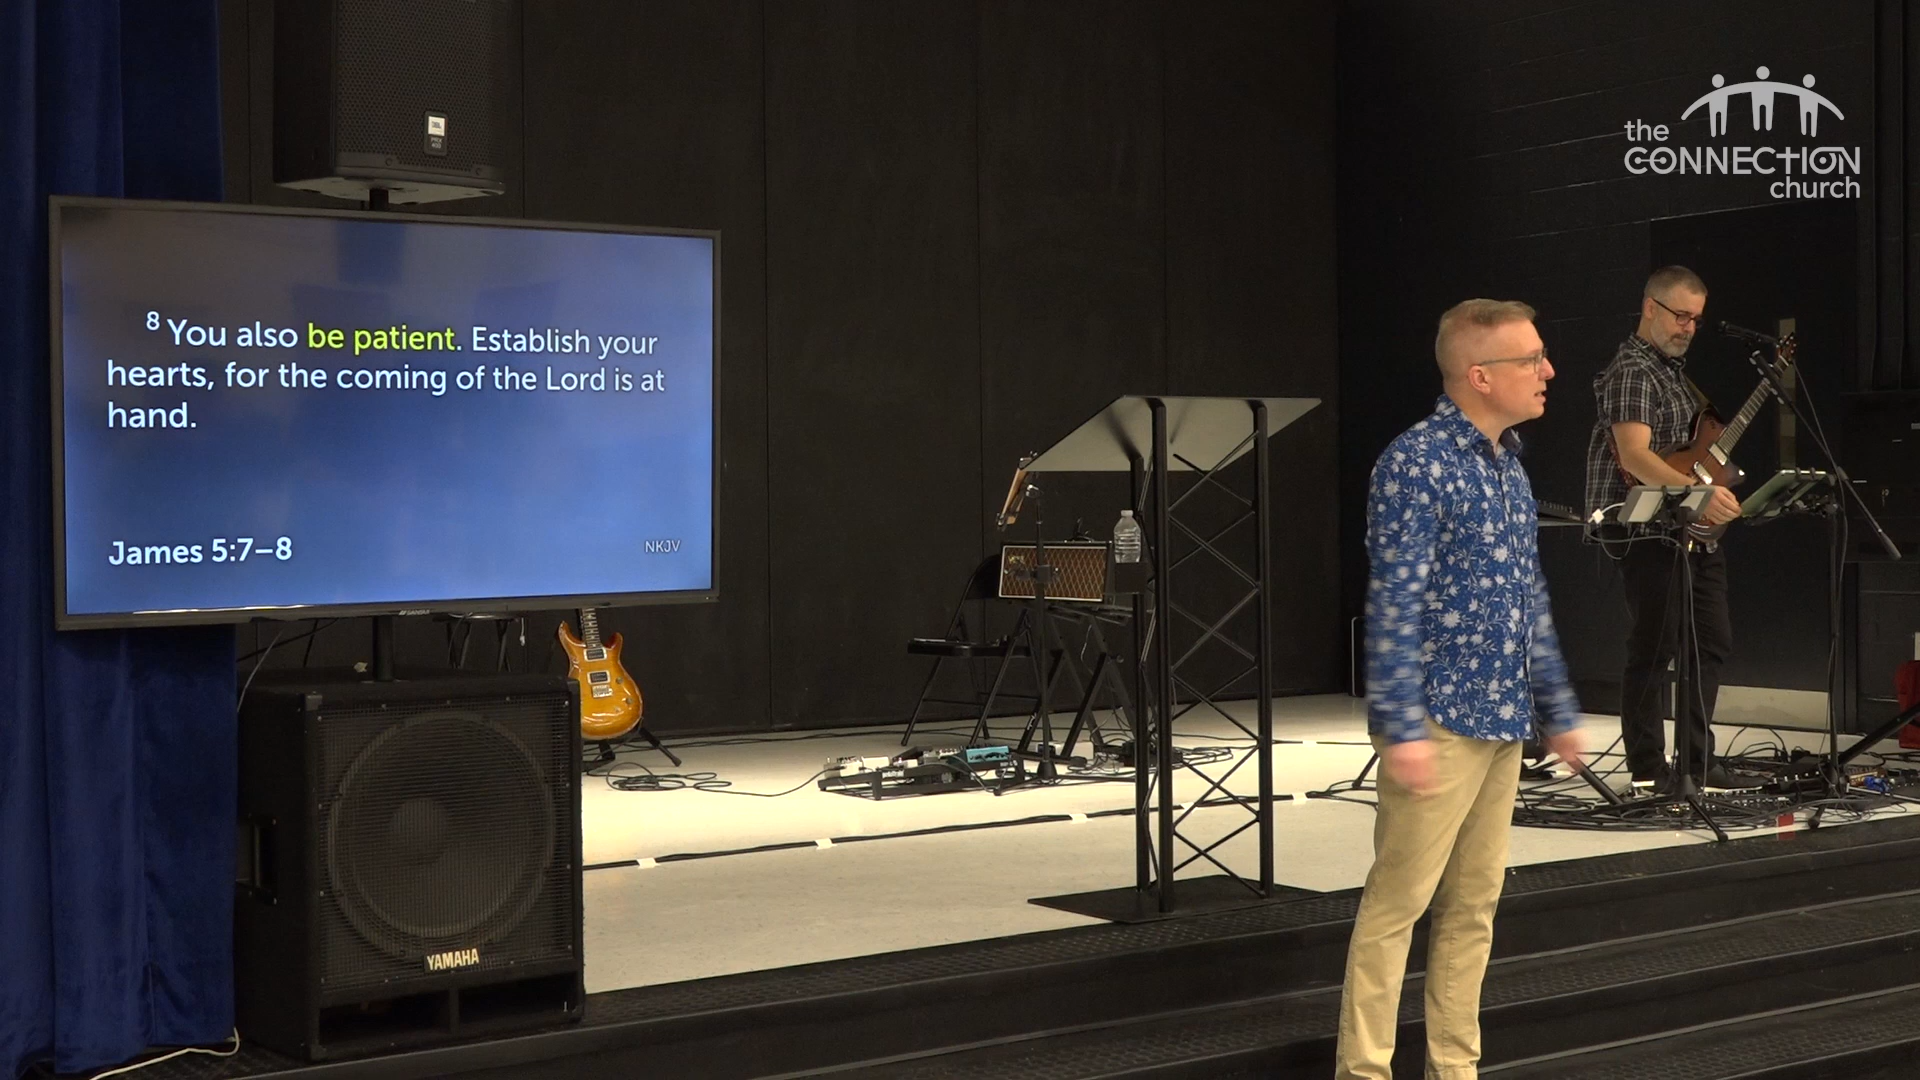 8 You also be patient. Establish your
hearts, for the coming of the Lord is at
hand.
James 5:7–8
NKJV
the
CONNECTION
church
YAMAHA